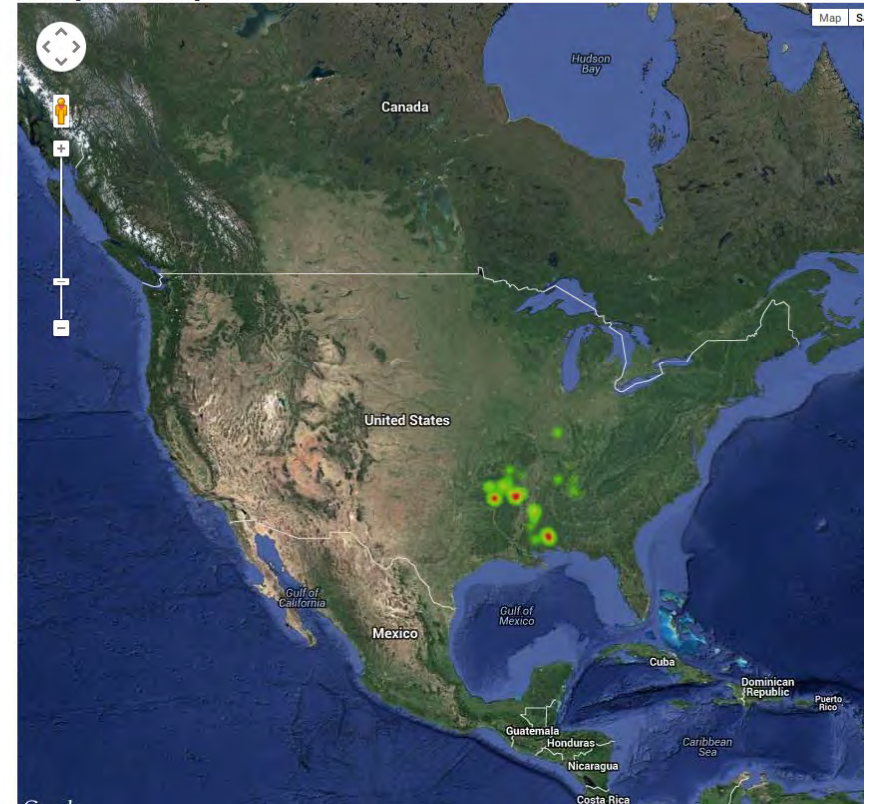 Map
Hudson
Bay
Canada
United States
Gulf of
California
Gulf of
Mexico
Mexico
Cuba
Dominican
Republic
Puerto
Rico
Guatemala
Honduras
Caribbean
Sea
Nicaragua
Costa Rica